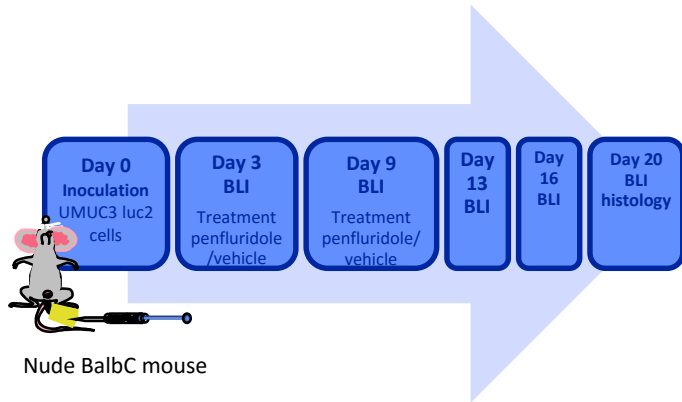 Day 0
Inoculation
UMUC3 luc2
cells
Day 3
BLI
Treatment
penfluridole
/vehicle
Day 9
BLI
Treatment
penfluridole/
vehicle
Day
13
BLI
Day
16
BLI
Day 20
BLI
histology
Nude BalbC mouse